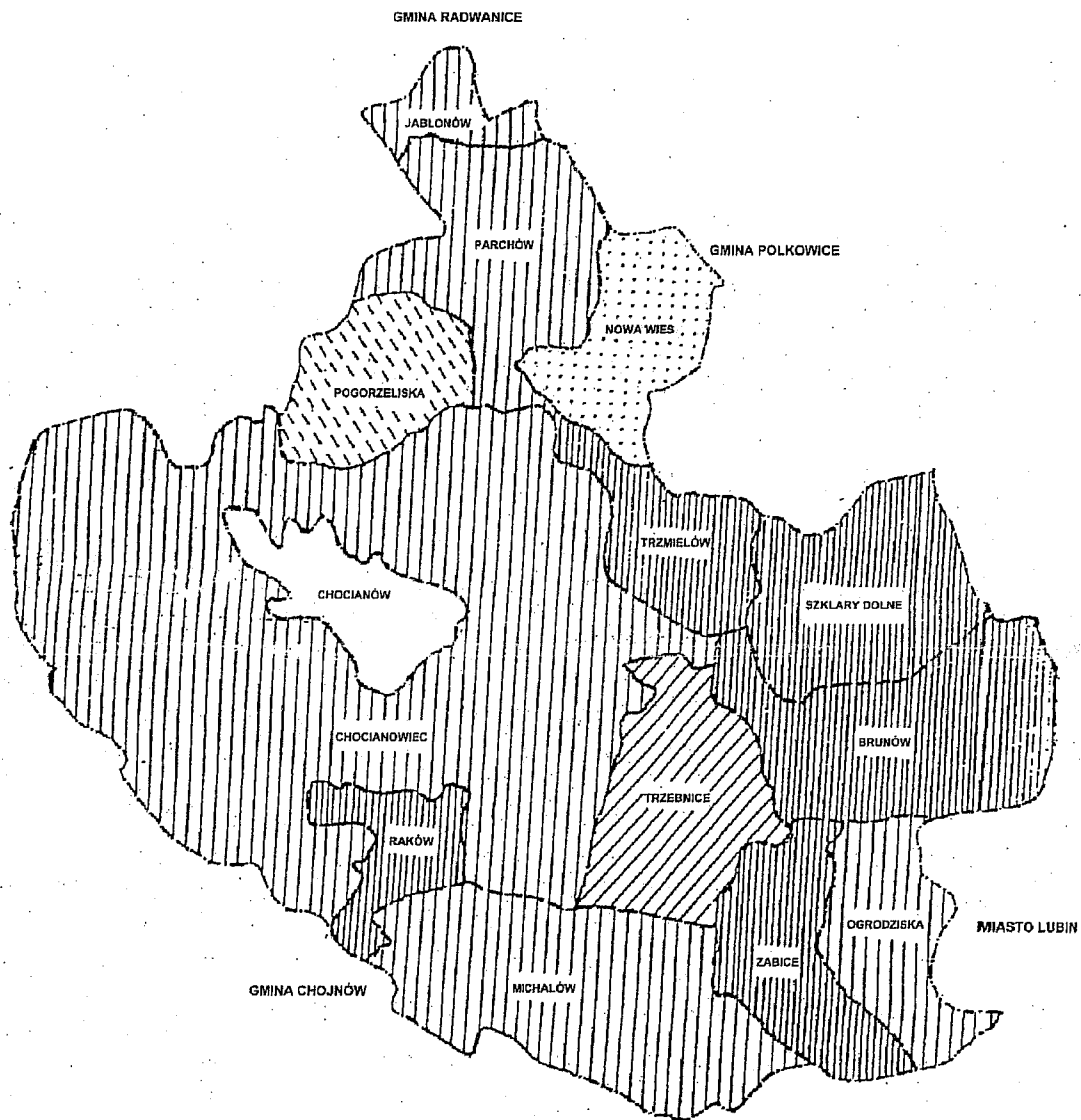 GMINA RADWANICE
JABLONÓW
PARCHÓW
GMINA POLKOWICE
NOWA WIES
POGORZELISKA
TRZMIELÓW
CHOCIANÓW
SZKLARY DOLNE
CHOCIANOWIEC
BRUNÓW
TRZEBNICE
RAKÓW
OGRODZISKA
MIASTO LUBIN
ZABICE
GMINA CHOJNÓW
MICHALÓW